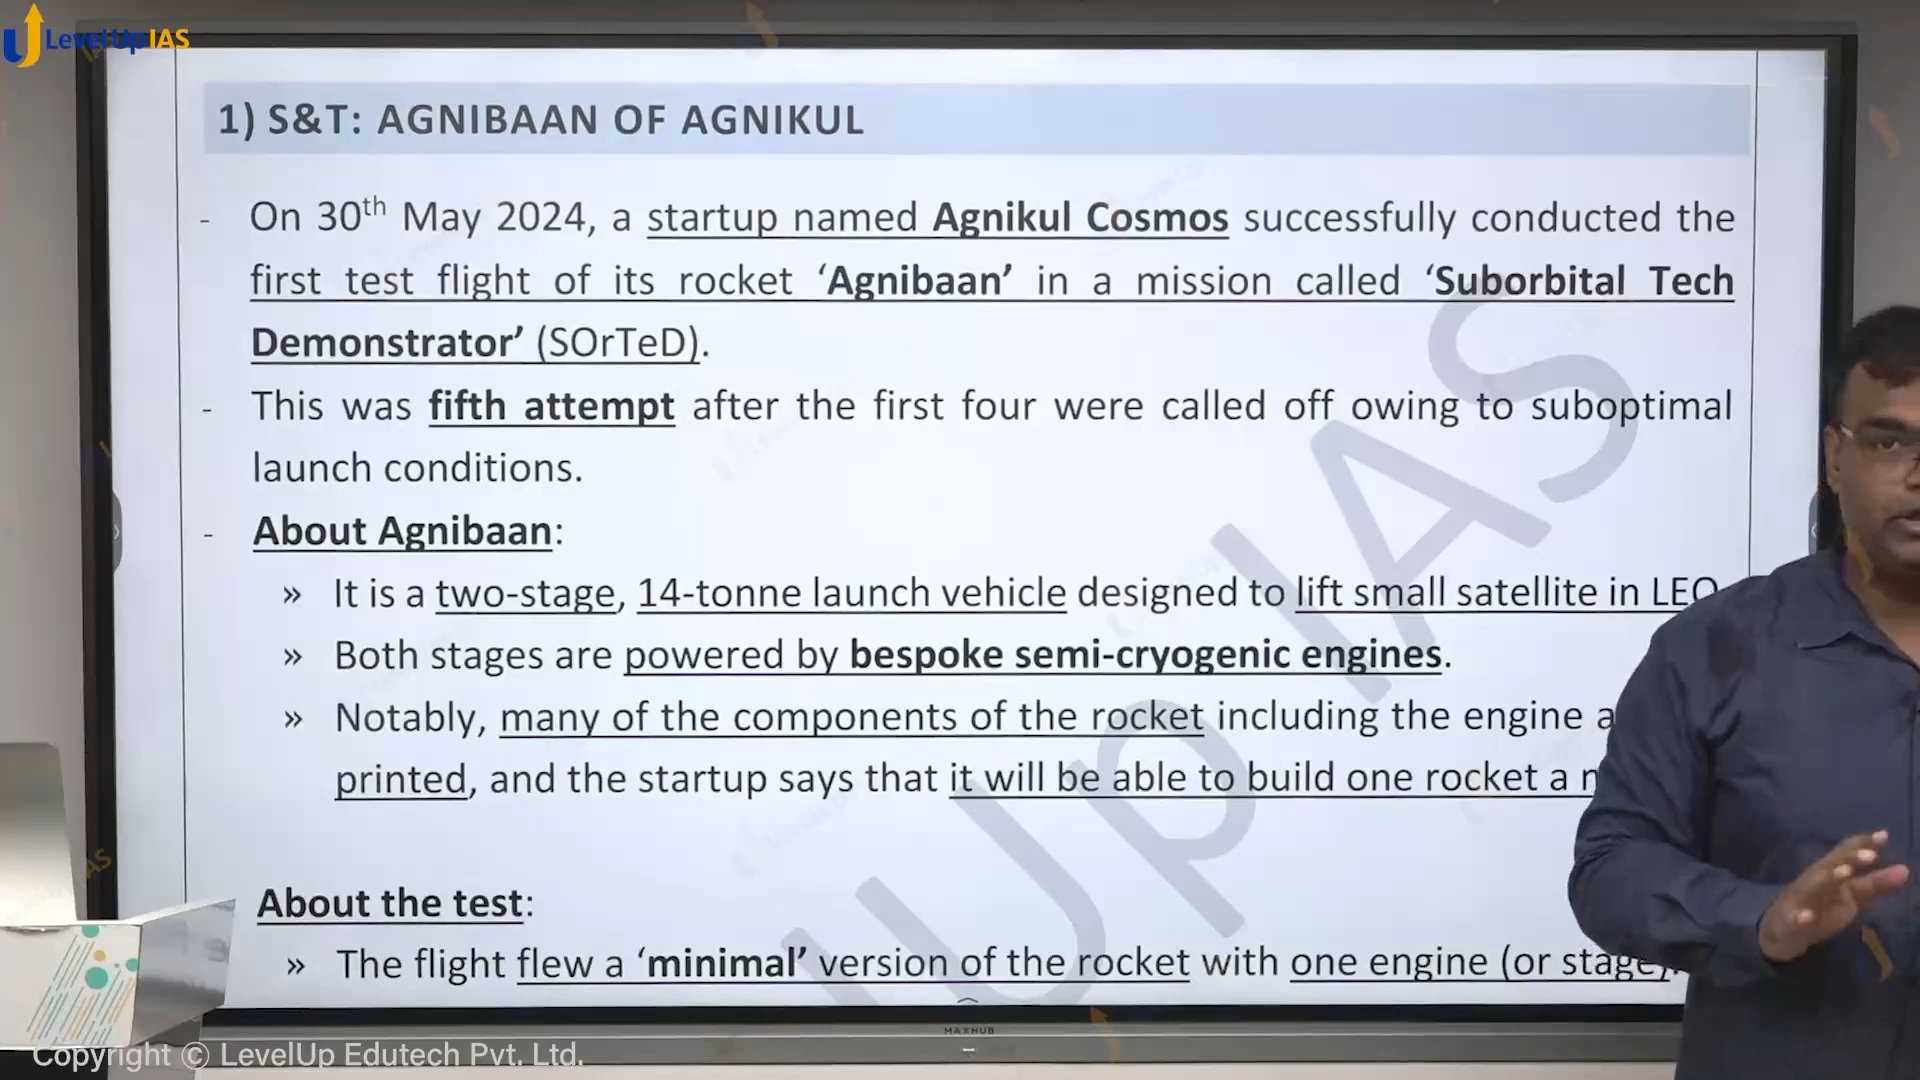 LevelUp IAS
1) S&T: AGNIBAAN OF AGNIKUL
- On 30th May 2024, a startup named Agnikul Cosmos successfully conducted the
first test flight of its rocket ‘Agnibaan’ in a mission called ‘Suborbital Tech
Demonstrator’ (SOrTeD).
- This was fifth attempt after the first four were called off owing to suboptimal
launch conditions.
- About Agnibaan:
» It is a two-stage, 14-tonne launch vehicle designed to lift small satellite in LEO
» Both stages are powered by bespoke semi-cryogenic engines.
» Notably, many of the components of the rocket including the engine
printed, and the startup says that it will be able to build one rocket a
About the test:
» The flight flew a ‘minimal’ version of the rocket with one engine (or stage).
Up IAS
MAXHUB
Copyright © LevelUp Edutech Pvt. Ltd.